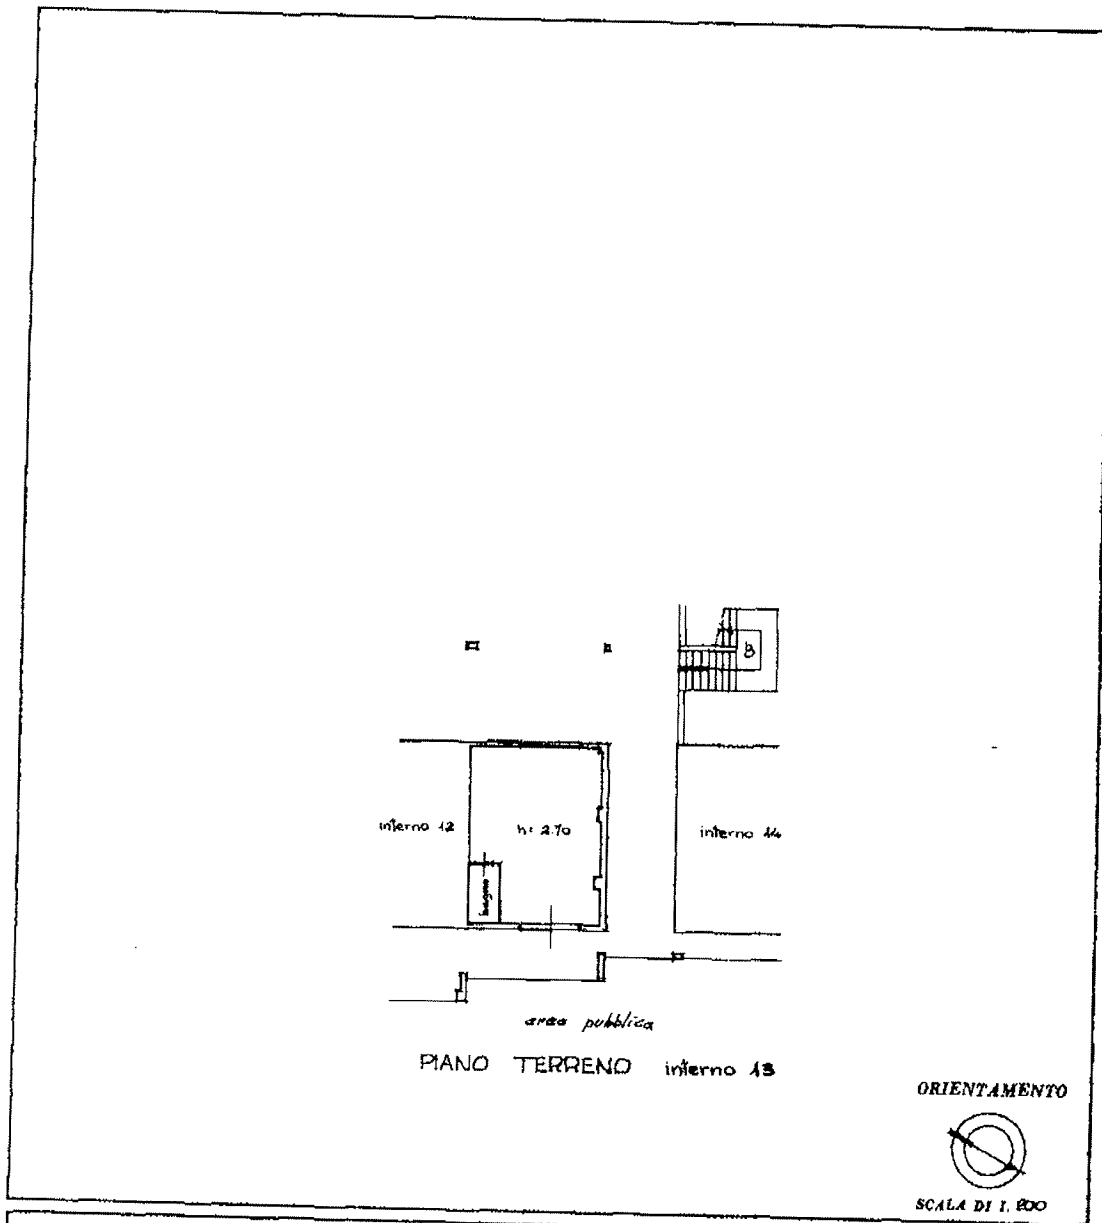 B
interno 12
h: 2.70
interno 14
bagno
area pubblica
PIANO TERRENO interno 13
ORIENTAMENTO
SCALA DI 1. 200